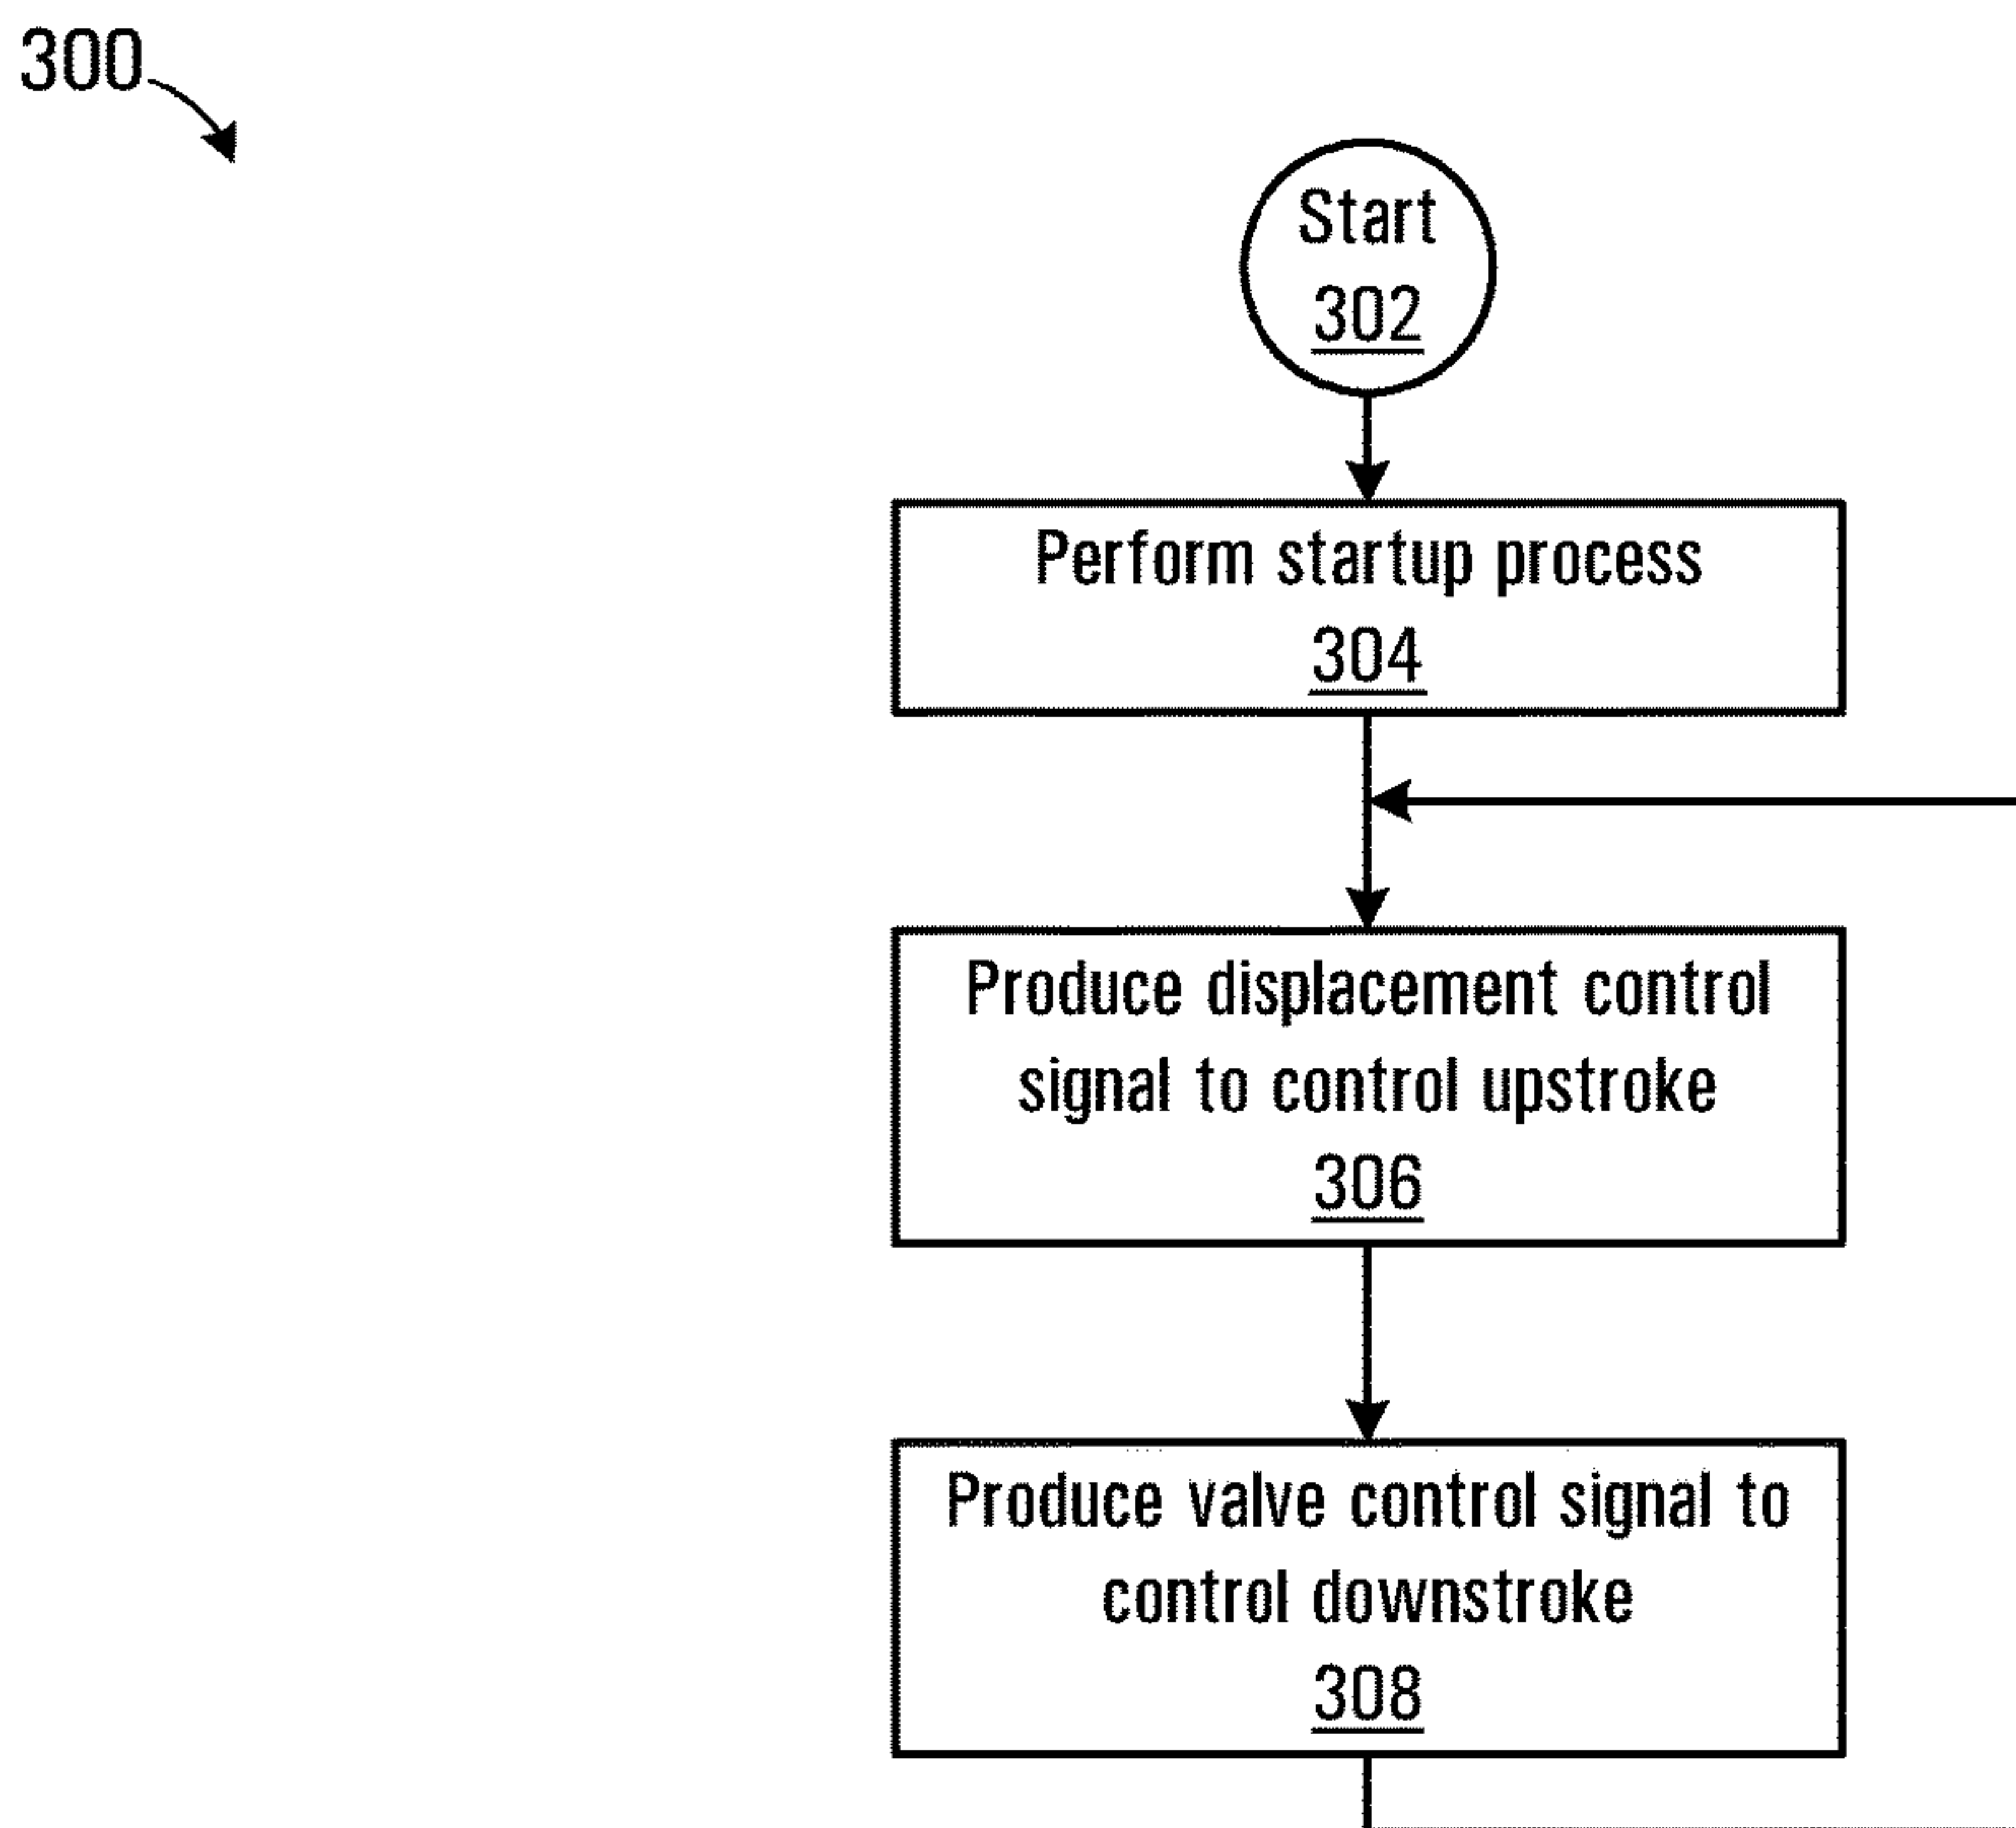 300
Start
302
Perform startup process
304
Produce displacement control
signal to control upstroke
306
Produce valve control signal to
control downstroke
308